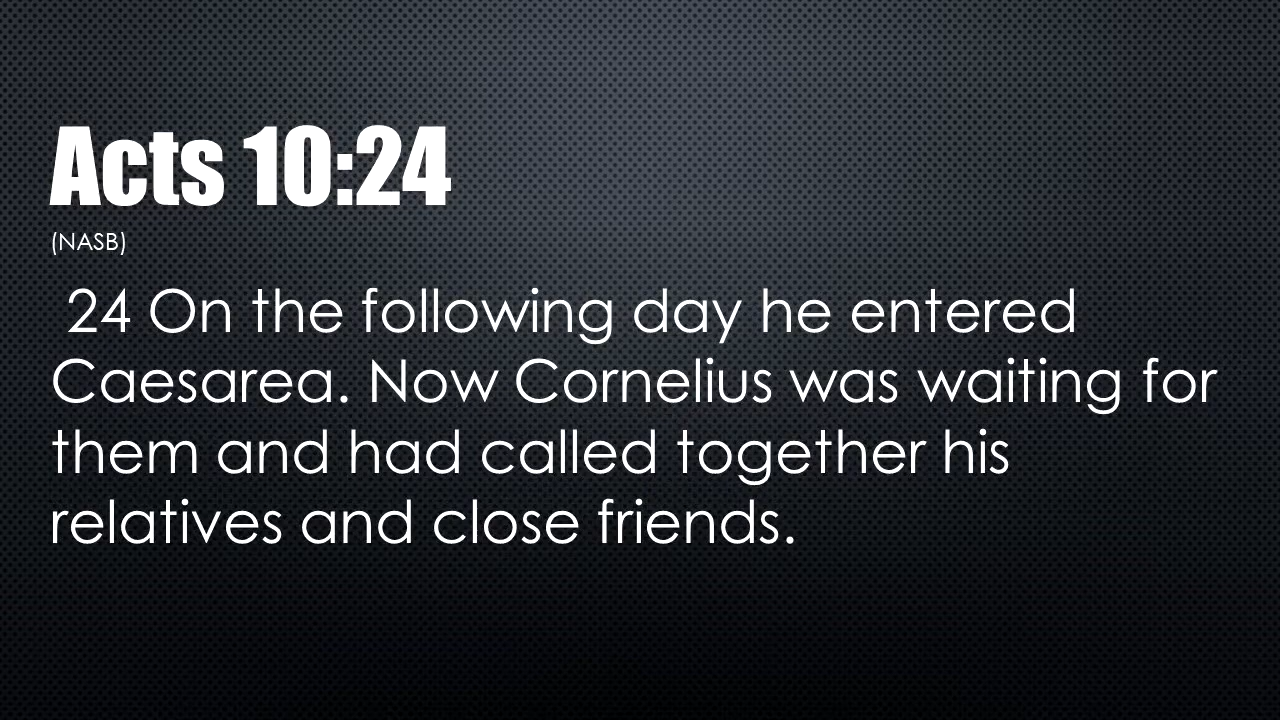 Acts 10:24
(NASB)
24 On the following day he entered
Caesarea. Now Cornelius was waiting for
them and had called together his
relatives and close friends.